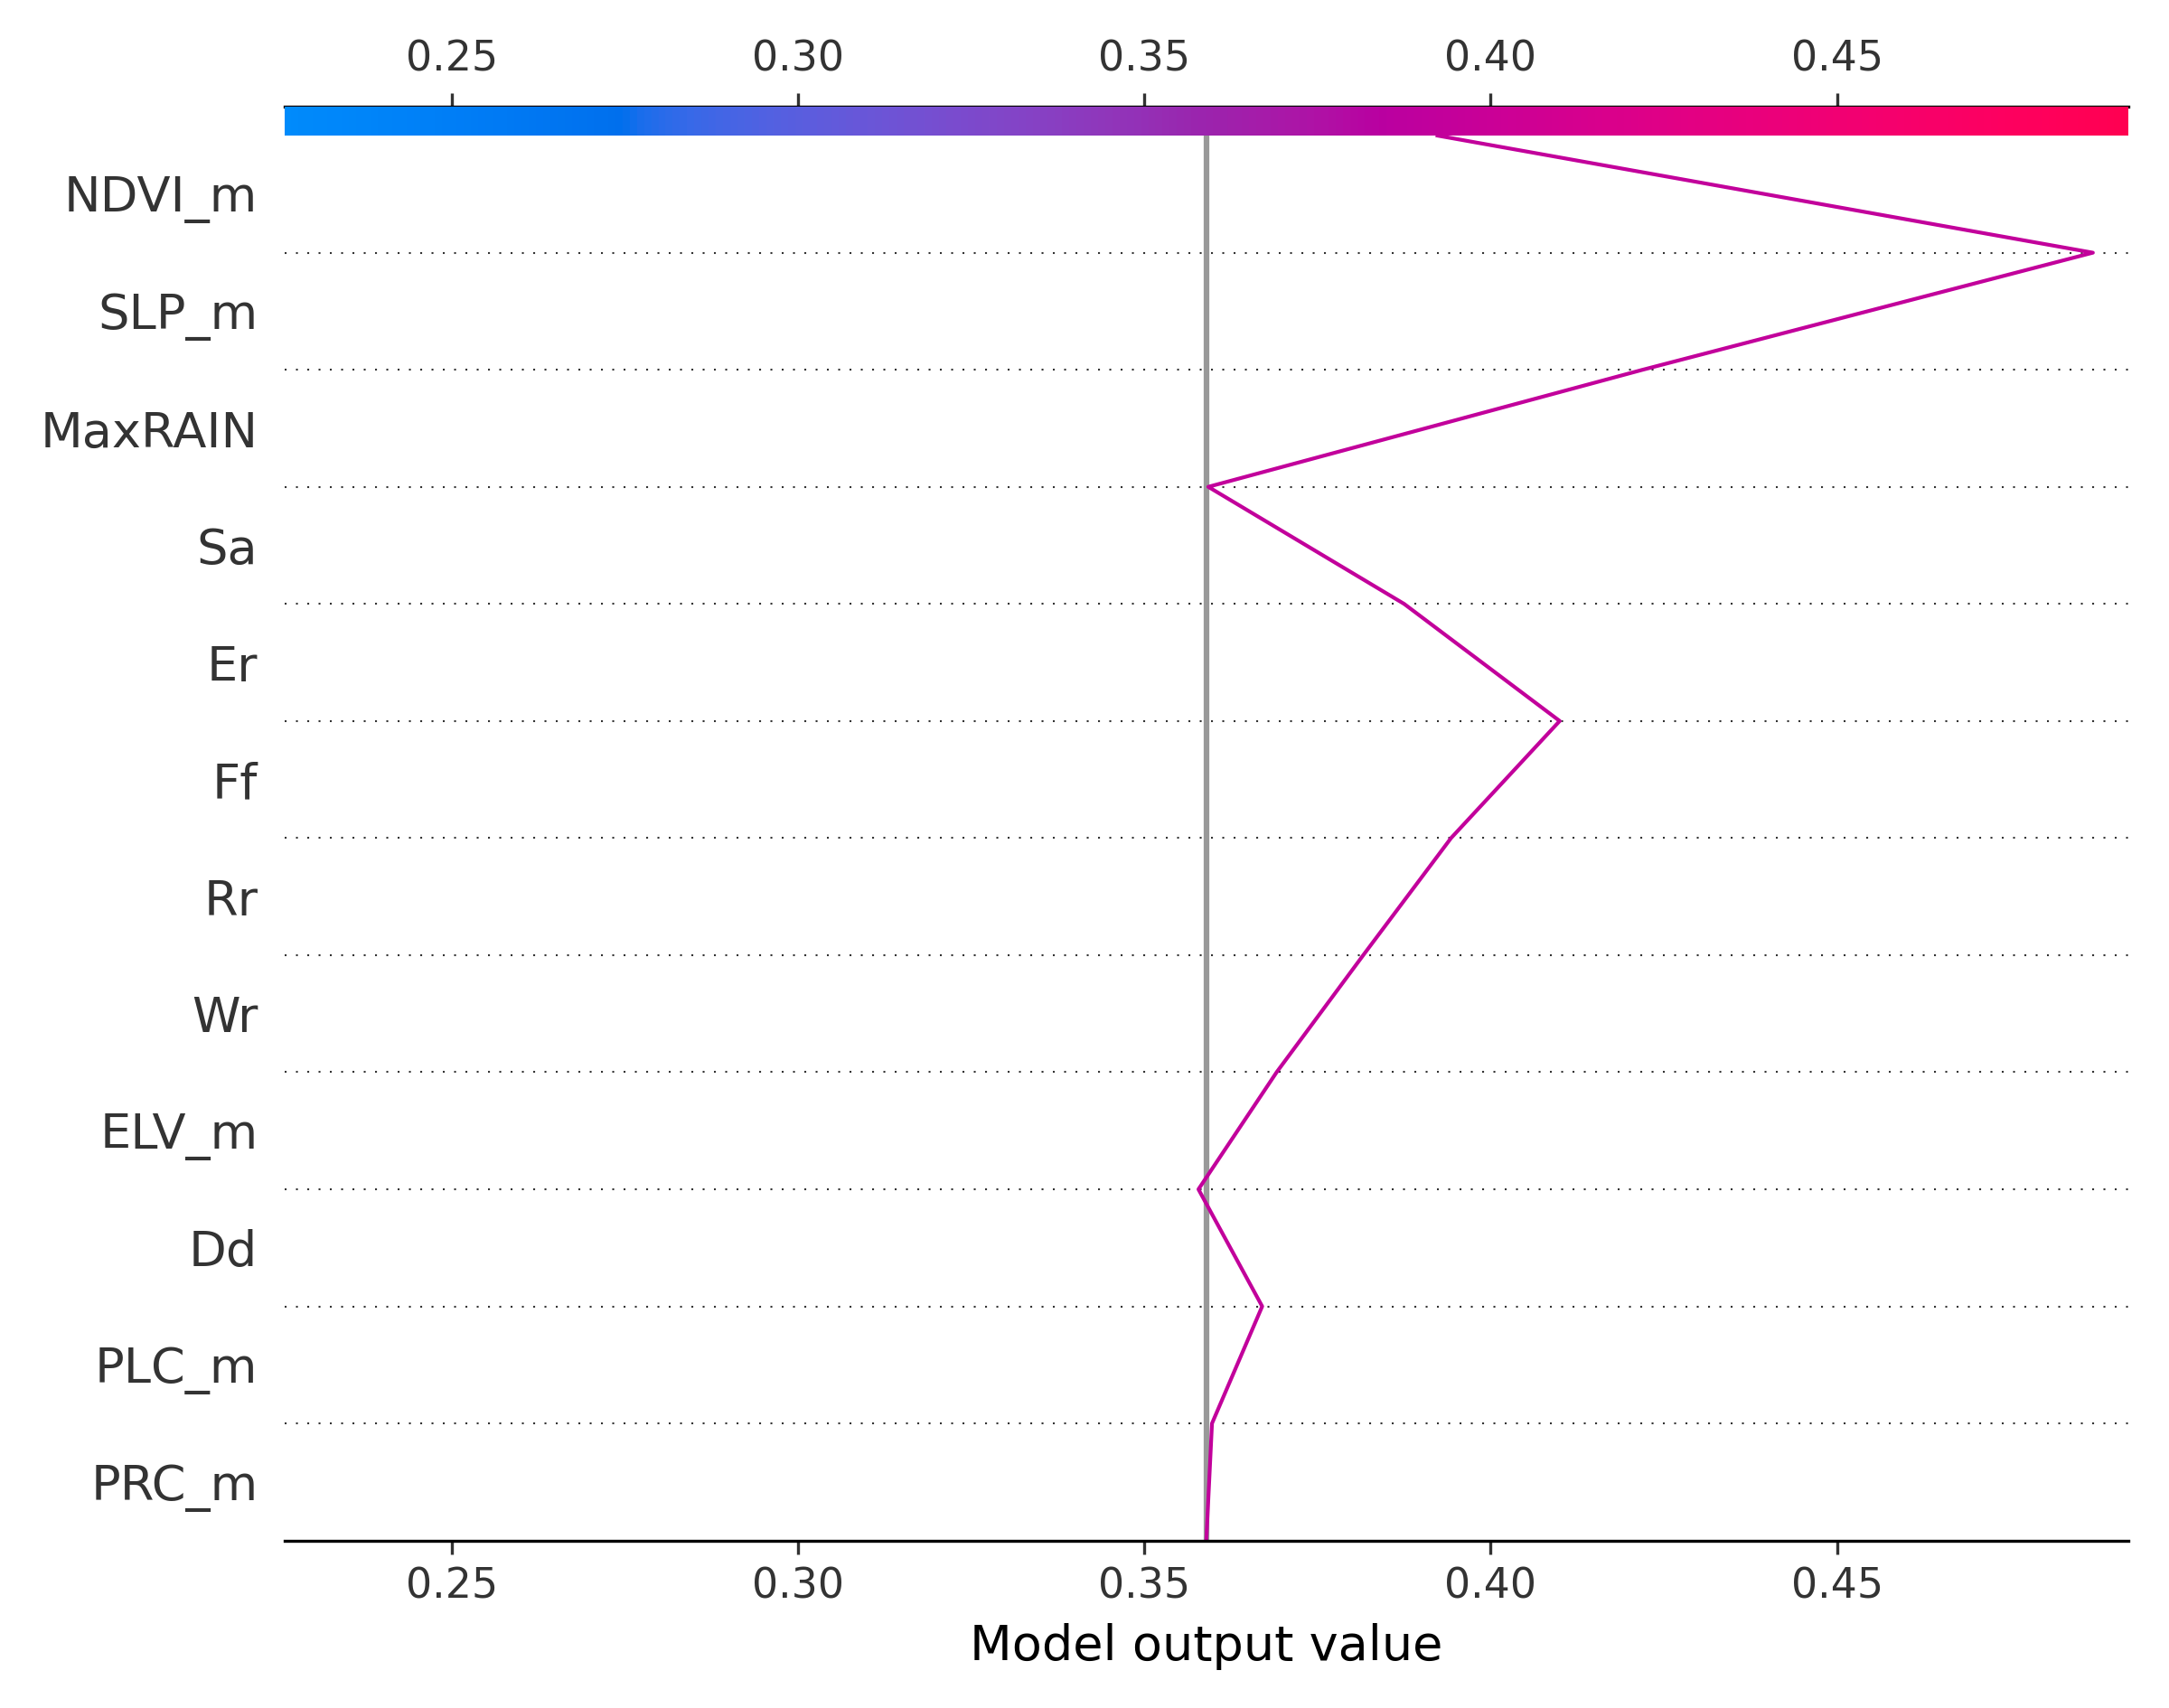 0.25 0.30 0.35 0.40 0.45
NDVI_m
SLP_m
MaxRAIN
Sa
Er
Ff
Rr
Wr
ELV_m
Dd
PLC_m
PRC_m
0.25 0.30 0.35 0.40 0.45
Model output value